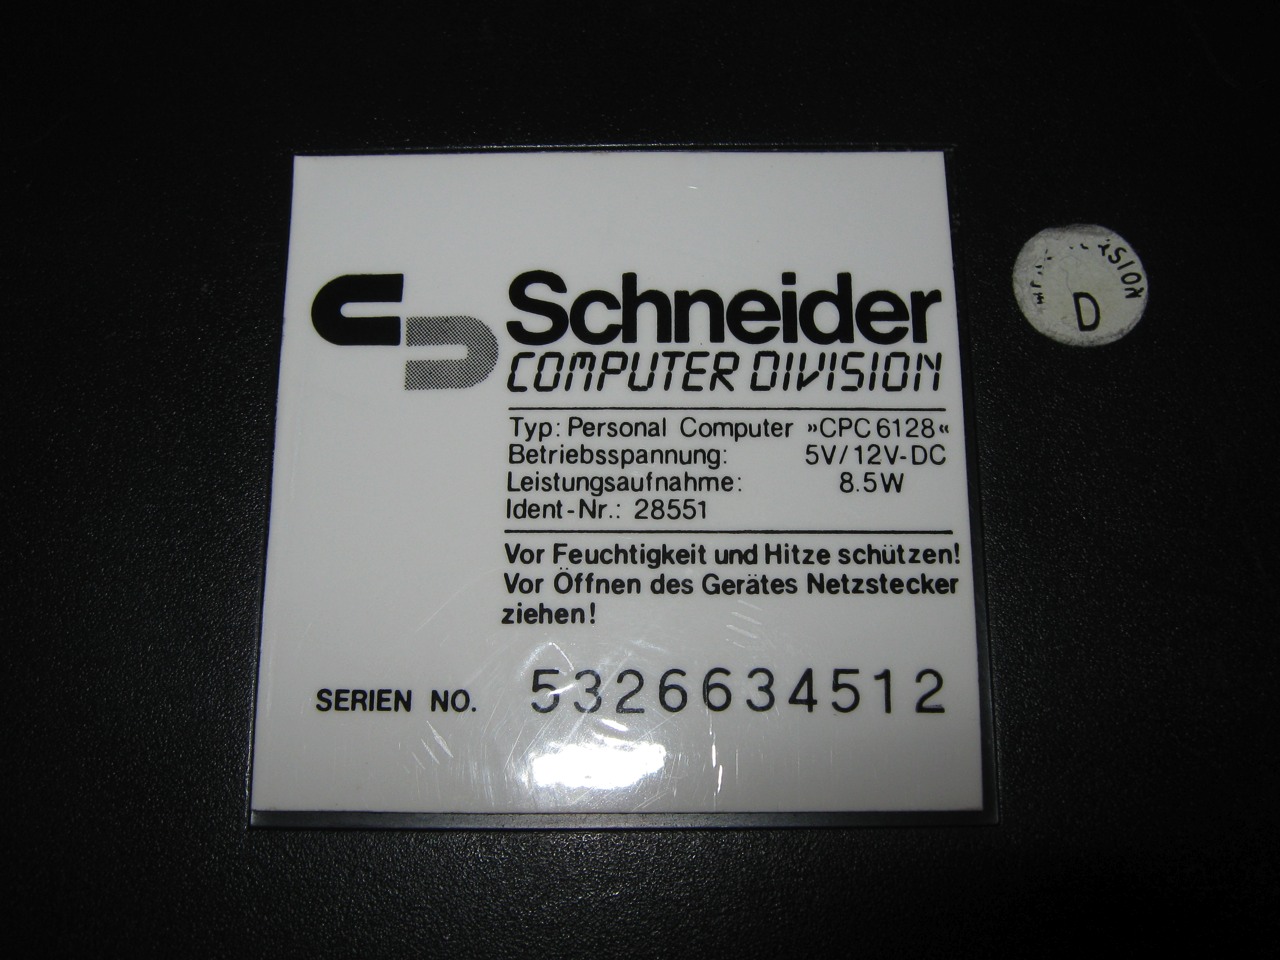 Schneider
COMPUTER DIVISION
Typ: Personal Computer »CPC 6128«
Betriebsspannung: 5V/12V-DC
Leistungsaufnahme: 8.5W
Ident-Nr.: 28551
Vor Feuchtigkeit und Hitze schützen!
Vor Öffnen des Gerätes Netzstecker
ziehen!
SERIEN NO. 5326634512
D